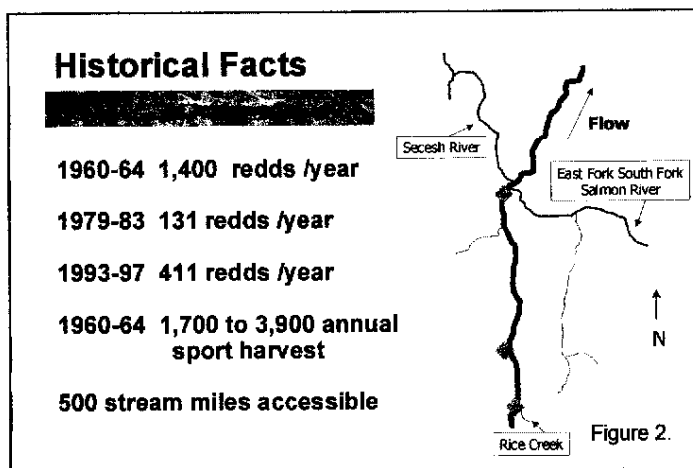 Historical Facts
1960-64 1,400 redds /year
1979-83 131 redds /year
1993-97 411 redds /year
1960-64 1,700 to 3,900 annual
sport harvest
500 stream miles accessible
Secesh River
Flow
East Fork South Fork
Salmon River
N
Rice Creek
Figure 2.